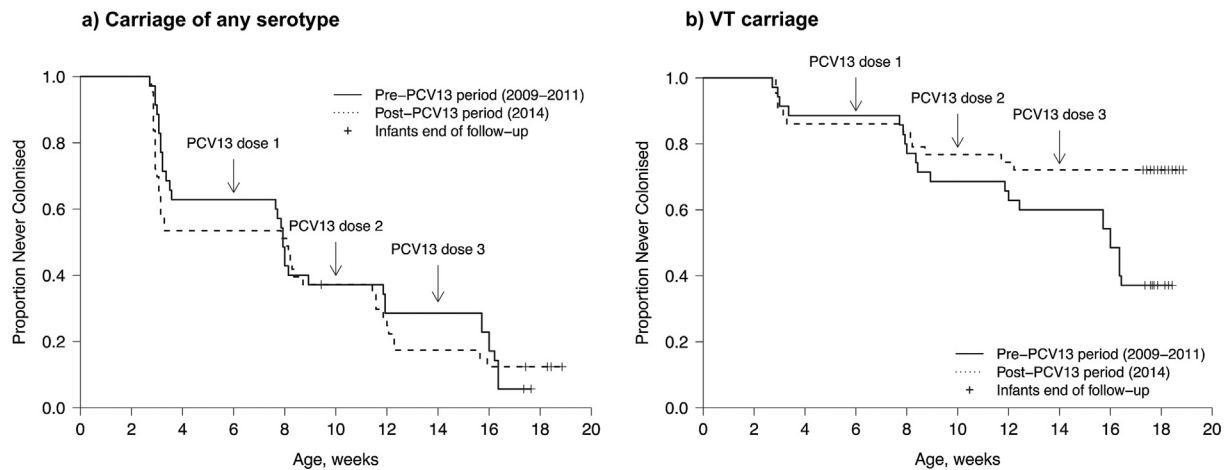 a) Carriage of any serotype
Proportion Never Colonised
1.0
0.8
0.6
0.4
0.2
0.0
0 2 4 6 8 10 12 14 16 18 20
Age, weeks
Pre−PCV13 period (2009−2011)
Post−PCV13 period (2014)
Infants end of follow−up
PCV13 dose 1
PCV13 dose 2
PCV13 dose 3
b) VT carriage
Proportion Never Colonised
1.0
0.8
0.6
0.4
0.2
0.0
0 2 4 6 8 10 12 14 16 18 20
Age, weeks
PCV13 dose 1
PCV13 dose 2
PCV13 dose 3
Pre−PCV13 period (2009−2011)
Post−PCV13 period (2014)
Infants end of follow−up